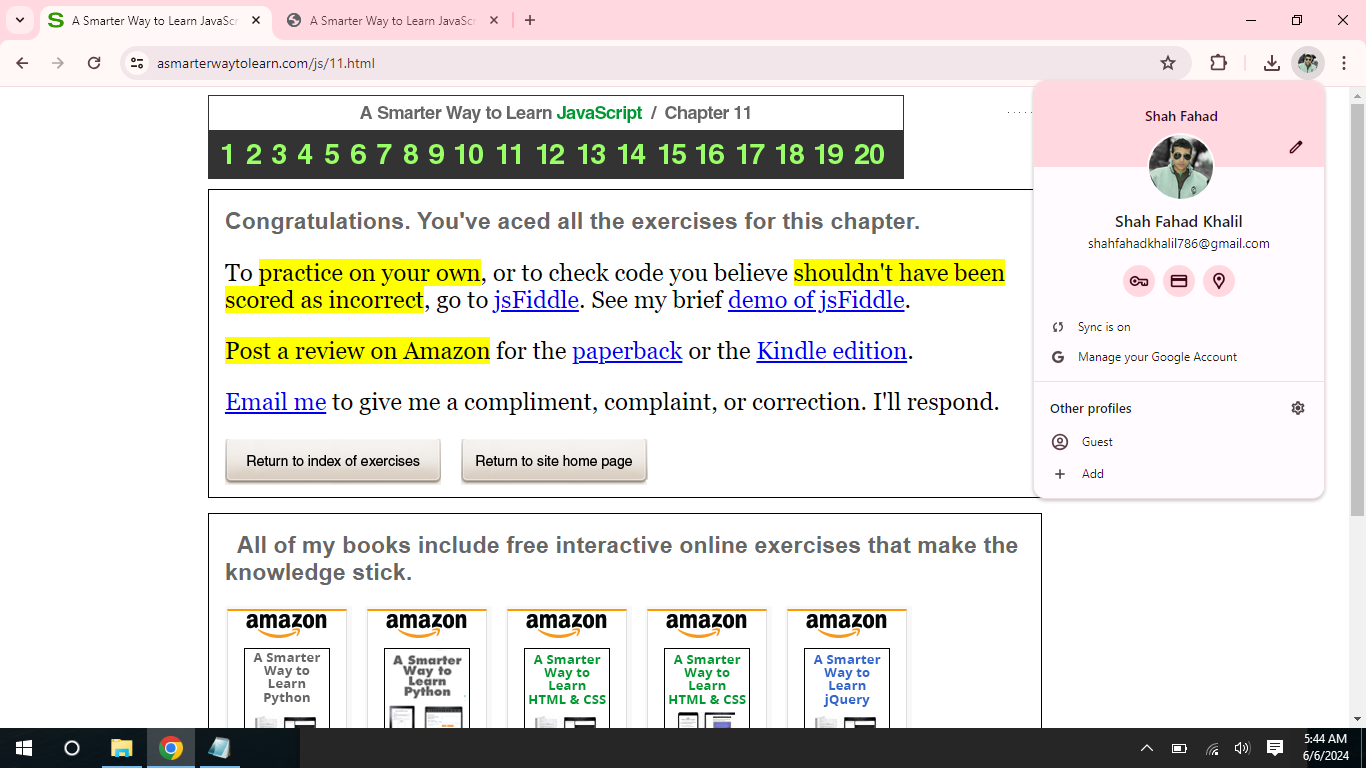 A Smarter Way to Learn JavaScr
A Smarter Way to Learn JavaScr
asmarterwaytolearn.com/js/11.html
A Smarter Way to Learn JavaScript / Chapter 11
1 2 3 4 5 6 7 8 9 10 11 12 13 14 15 16 17 18 19 20
Congratulations. You've aced all the exercises for this chapter.
To practice on your own, or to check code you believe shouldn't have been
scored as incorrect, go to jsFiddle. See my brief demo of jsFiddle.
Post a review on Amazon for the paperback or the Kindle edition.
Email me to give me a compliment, complaint, or correction. I'll respond.
Return to index of exercises
Return to site home page
All of my books include free interactive online exercises that make the
knowledge stick.
amazon
A Smarter
Way to
Learn
Python
amazon
A Smarter
Way to
Learn
Python
amazon
A Smarter
Way to
Learn
HTML & CSS
amazon
A Smarter
Way to
Learn
HTML & CSS
amazon
A Smarter
Way to
Learn
jQuery
Shah Fahad
Shah Fahad Khalil
shahfahadkhalil786@gmail.com
Sync is on
Manage your Google Account
Other profiles
Guest
Add
5:44 AM
6/6/2024